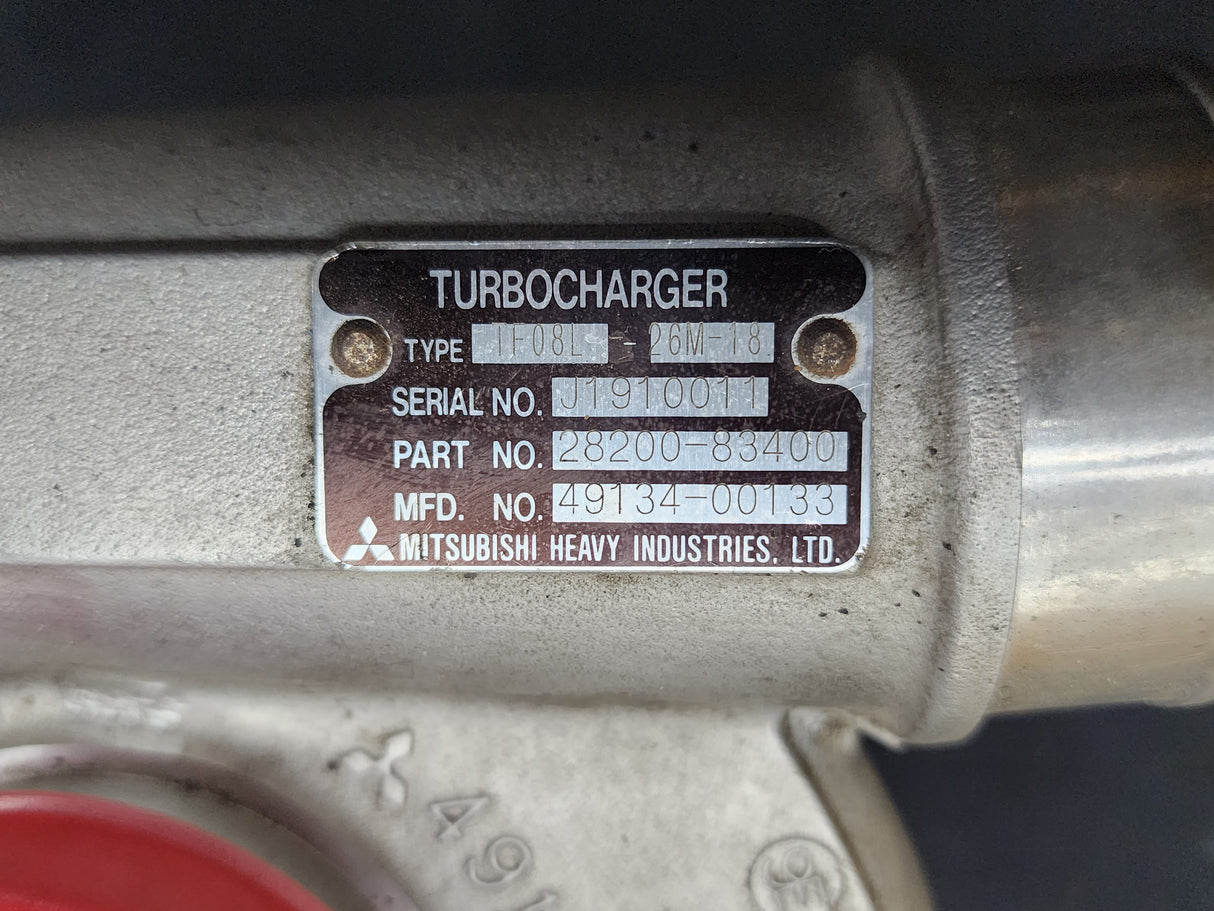 TURBOCHARGER
TYPE TF08L - 26M-18
SERIAL NO. J1910011
PART NO. 28200-83400
MFD. NO. 49134-00133
MITSUBISHI HEAVY INDUSTRIES, LTD.
491